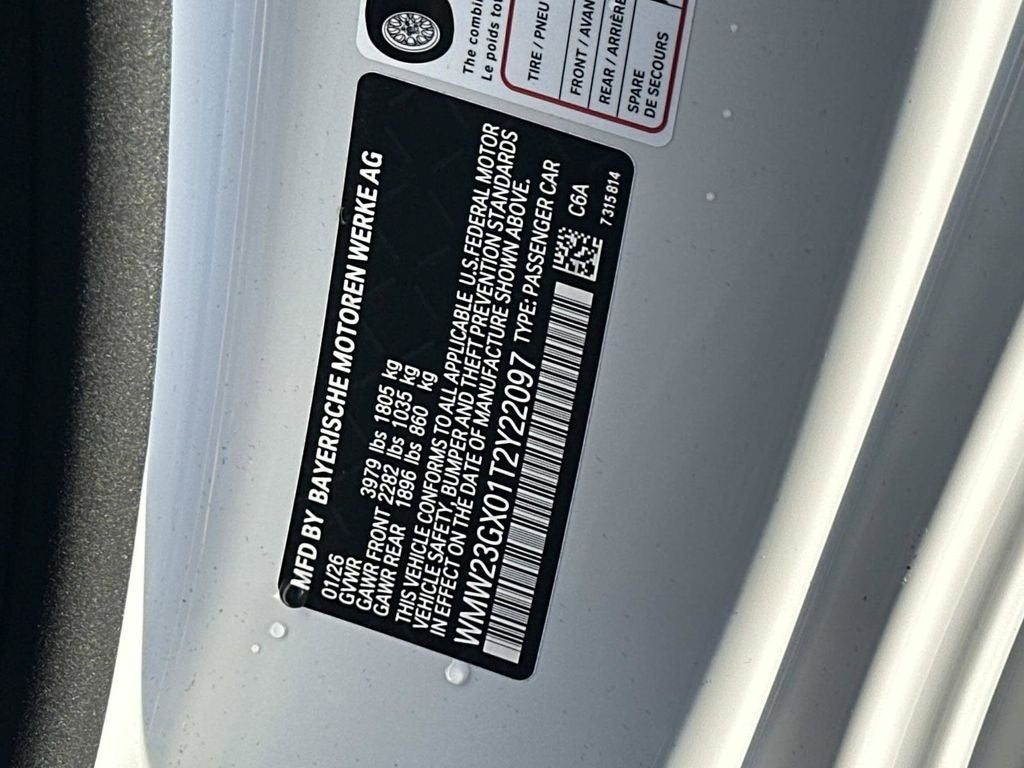 The combi
Le poids to
TIRE / PNEU
FRONT / AVAN
REAR / ARRIÈRE
SPARE
DE SECOURS
MFD BY BAYERISCHE MOTOREN WERKE AG
01/26
GVWR 3979 lbs 1805 kg
GAWR FRONT 2282 lbs 1035 kg
GAWR REAR 1896 lbs 860 kg
THIS VEHICLE CONFORMS TO ALL APPLICABLE U.S.FEDERAL MOTOR
VEHICLE SAFETY, BUMPER AND THEFT PREVENTION STANDARDS
IN EFFECT ON THE DATE OF MANUFACTURE SHOWN ABOVE.
WMW23GX01T2Y22097 TYPE: PASSENGER CAR
C6A
7315814